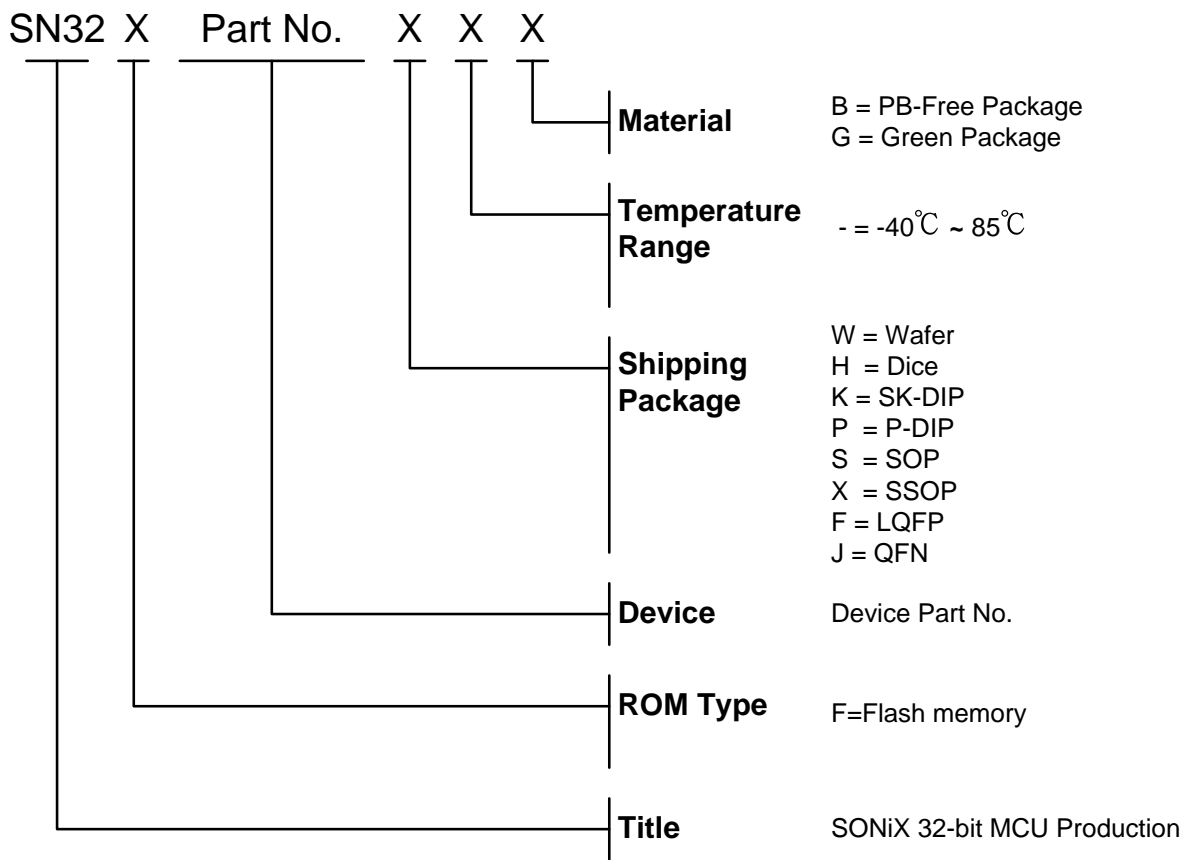 SN32 X Part No. X X X
Material
B = PB-Free Package
G = Green Package
Temperature
Range
- = -40℃ ~ 85℃
Shipping
Package
W = Wafer
H = Dice
K = SK-DIP
P = P-DIP
S = SOP
X = SSOP
F = LQFP
J = QFN
Device
Device Part No.
ROM Type
F=Flash memory
Title
SONiX 32-bit MCU Production